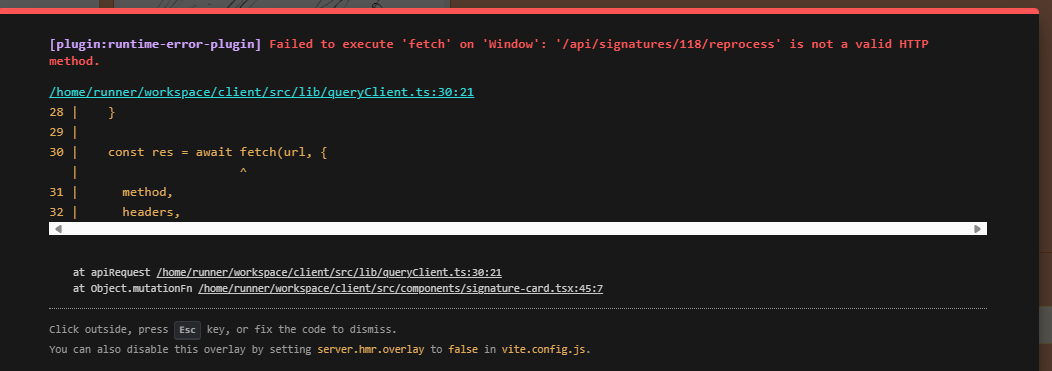 [plugin:runtime-error-plugin] Failed to execute 'fetch' on 'Window': '/api/signatures/118/reprocess' is not a valid HTTP
method.
/home/runner/workspace/client/src/lib/queryClient.ts:30:21
28 |    }
29 |
30 |    const res = await fetch(url, {
   |                      ^
31 |      method,
32 |      headers,
at apiRequest /home/runner/workspace/client/src/lib/queryClient.ts:30:21
at Object.mutationFn /home/runner/workspace/client/src/components/signature-card.tsx:45:7
Click outside, press Esc key, or fix the code to dismiss.
You can also disable this overlay by setting server.hmr.overlay to false in vite.config.js.